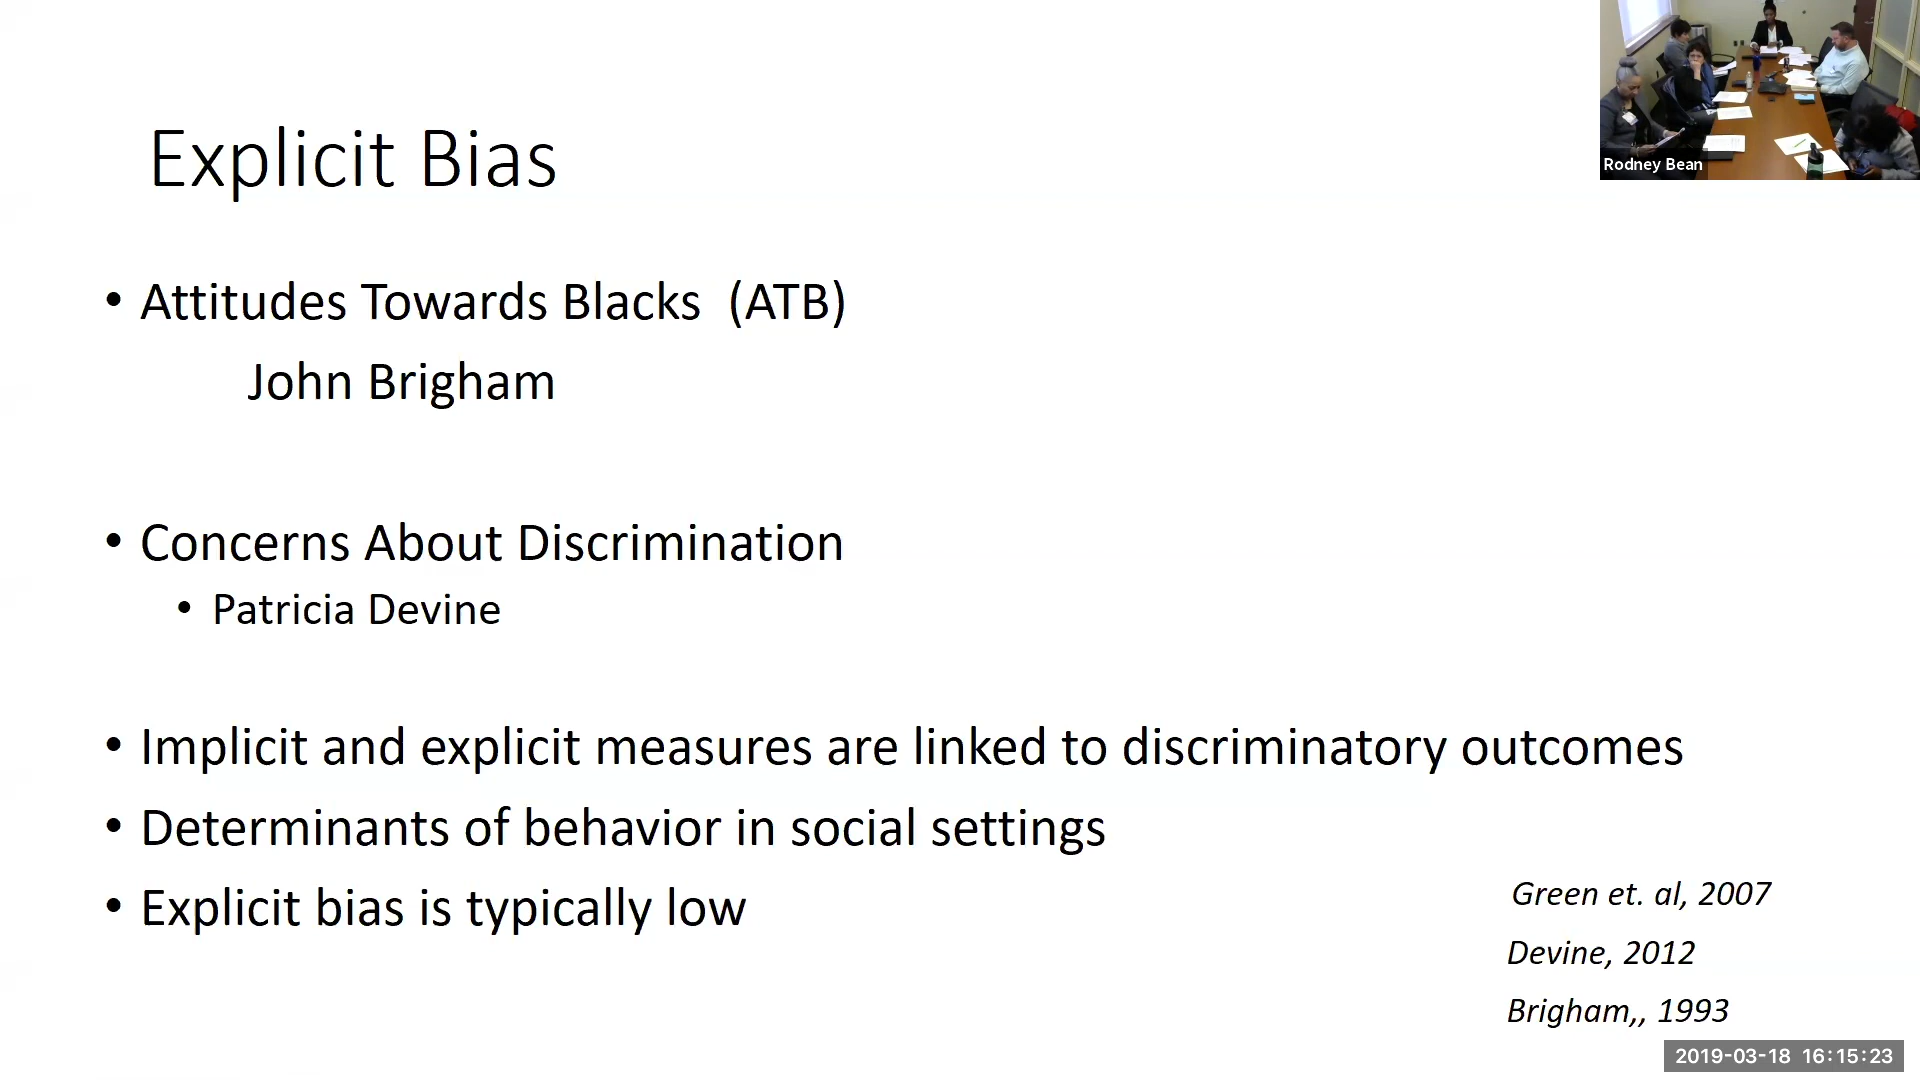 Explicit Bias
Rodney Bean
• Attitudes Towards Blacks  (ATB)
John Brigham
• Concerns About Discrimination
• Patricia Devine
• Implicit and explicit measures are linked to discriminatory outcomes
• Determinants of behavior in social settings
• Explicit bias is typically low
Green et. al, 2007
Devine, 2012
Brigham,, 1993
2019-03-18 16:15:23